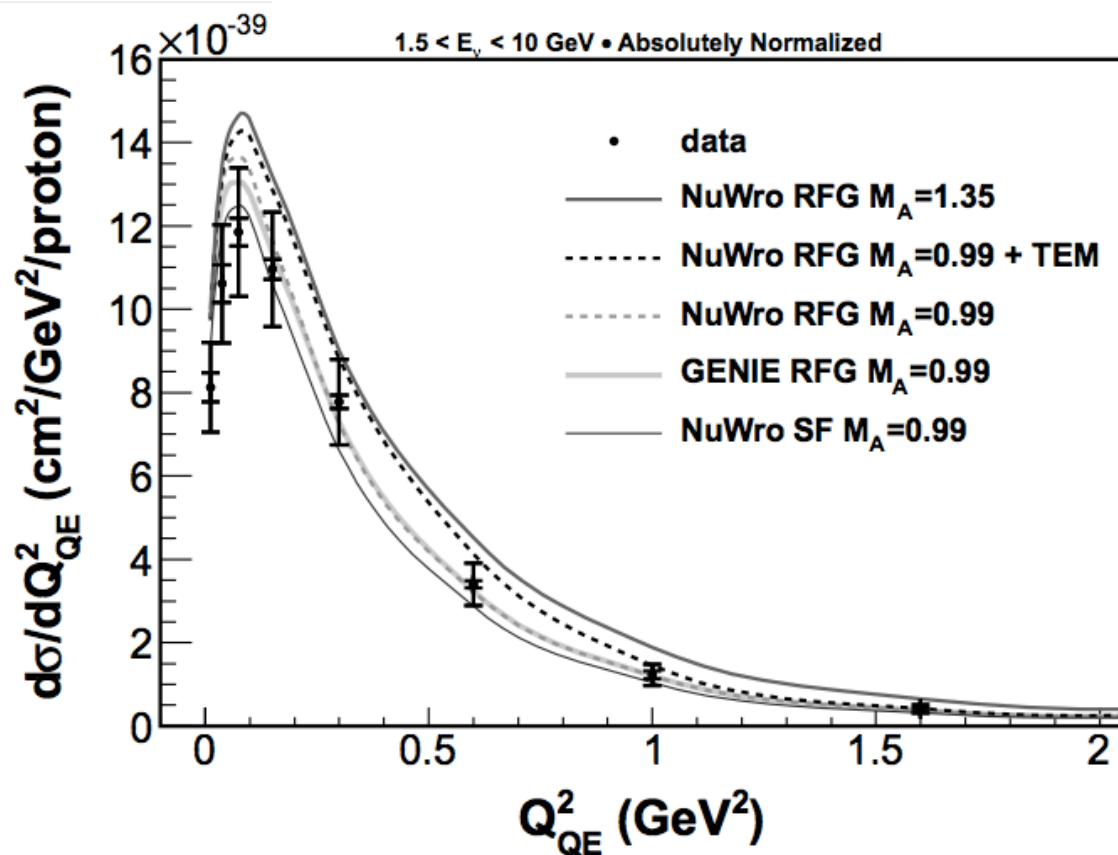 ×10⁻³⁹
1.5 < Eᵥ < 10 GeV • Absolutely Normalized
16
14
12
10
8
6
4
2
0
dσ/dQ²_QE (cm²/GeV²/proton)
data
NuWro RFG M_A=1.35
NuWro RFG M_A=0.99 + TEM
NuWro RFG M_A=0.99
GENIE RFG M_A=0.99
NuWro SF M_A=0.99
0 0.5 1 1.5 2
Q²_QE (GeV²)